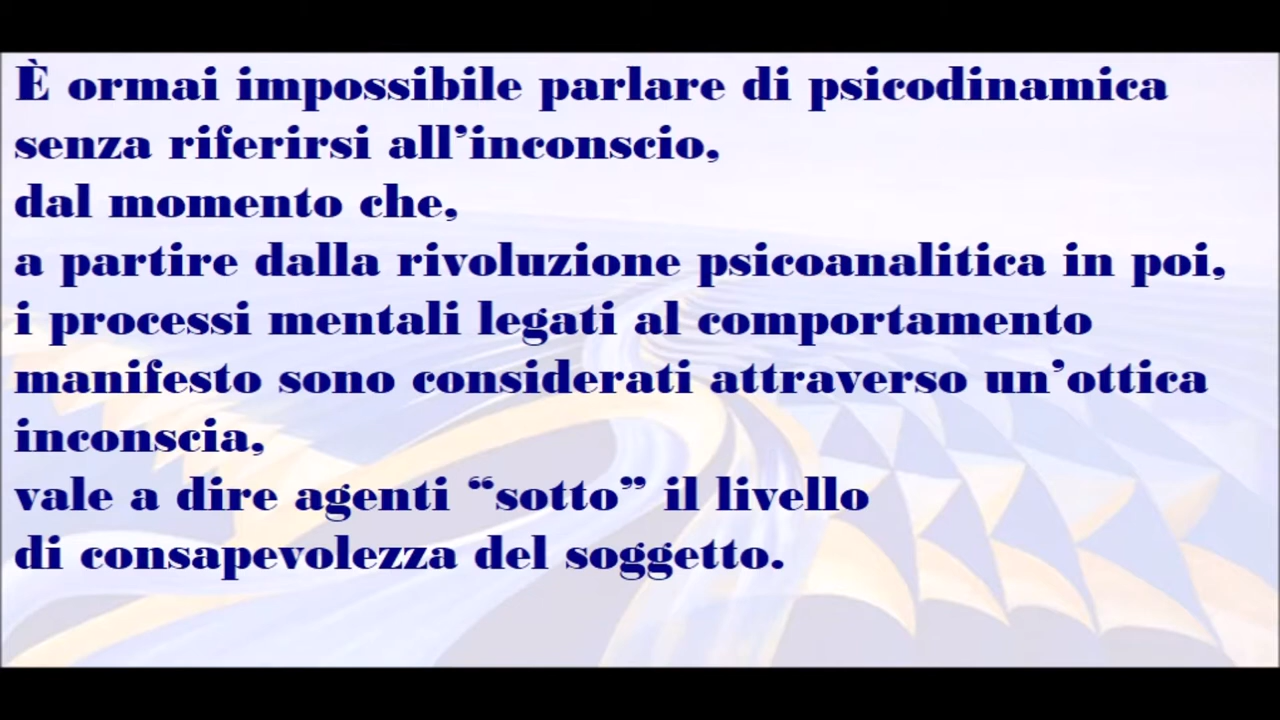 È ormai impossibile parlare di psicodinamica
senza riferirsi all’inconscio,
dal momento che,
a partire dalla rivoluzione psicoanalitica in poi,
i processi mentali legati al comportamento
manifesto sono considerati attraverso un’ottica
inconscia,
vale a dire agenti “sotto” il livello
di consapevolezza del soggetto.